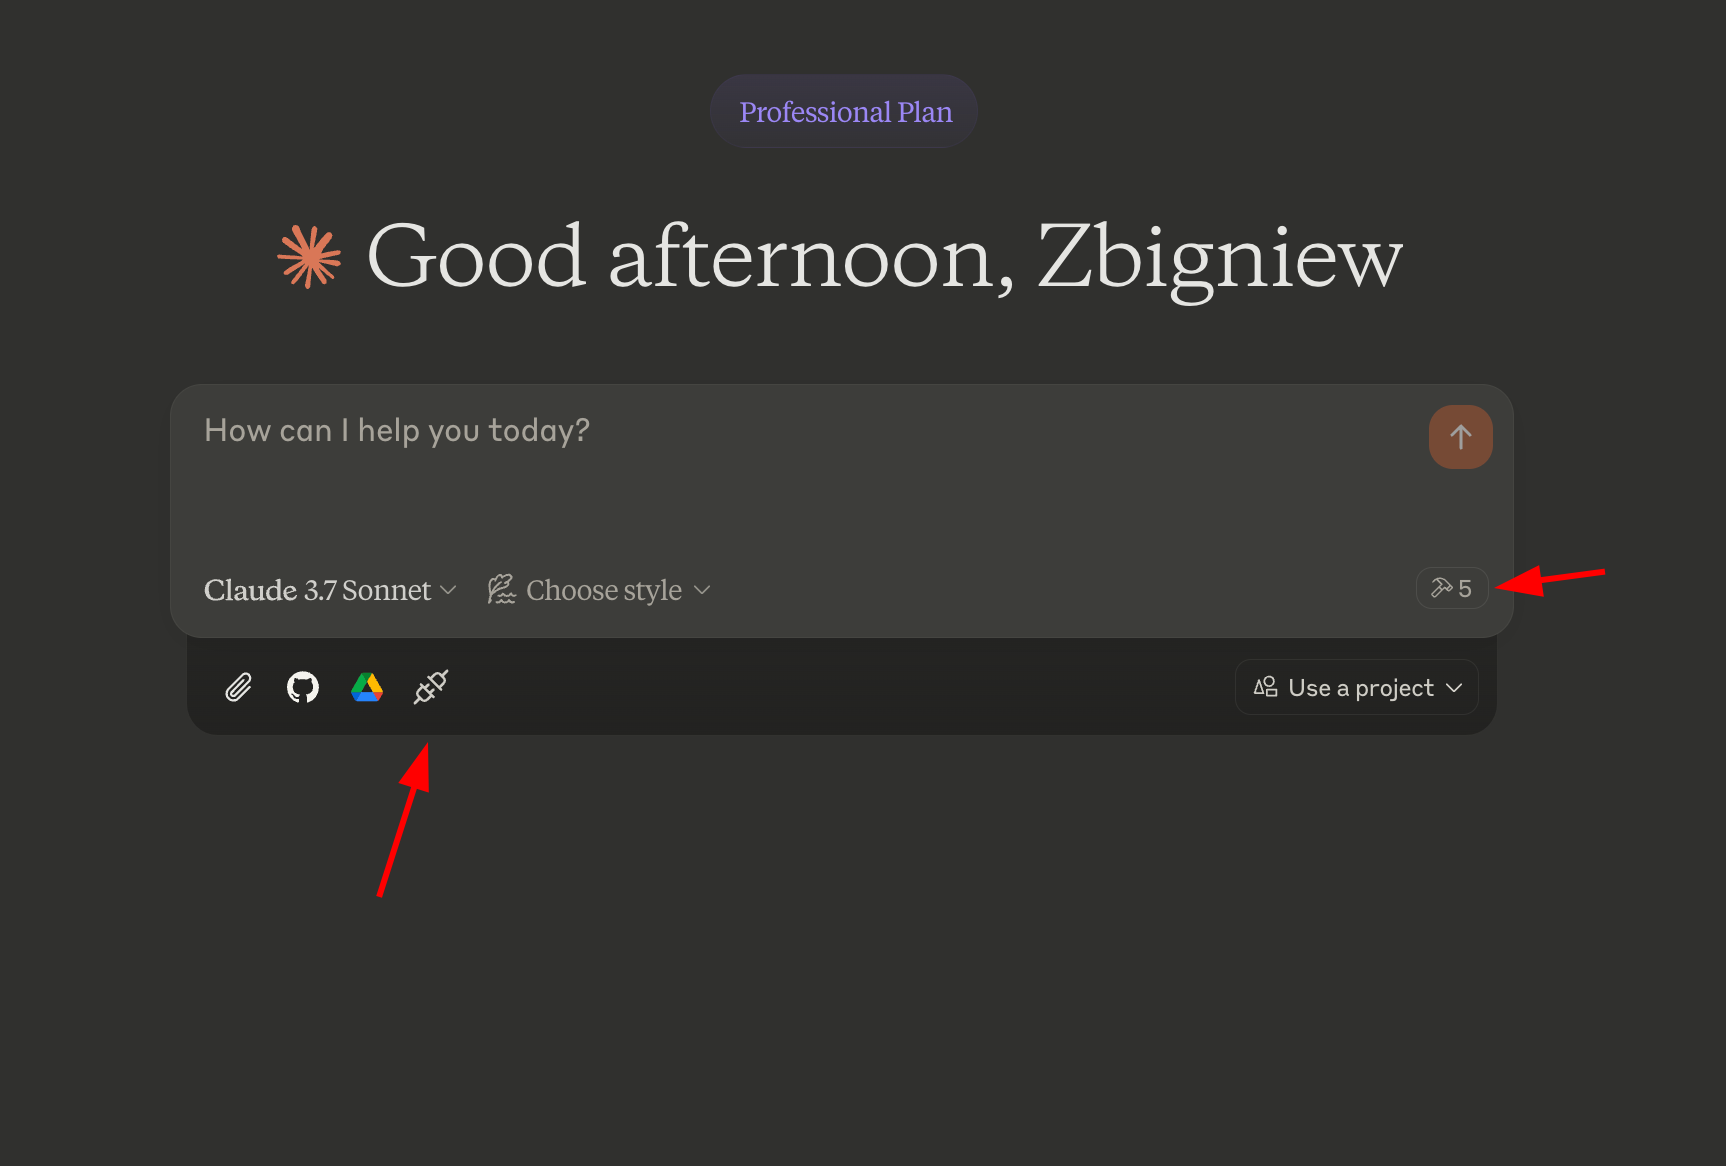 Professional Plan
Good afternoon, Zbigniew
How can I help you today?
Claude 3.7 Sonnet Choose style 5
Use a project